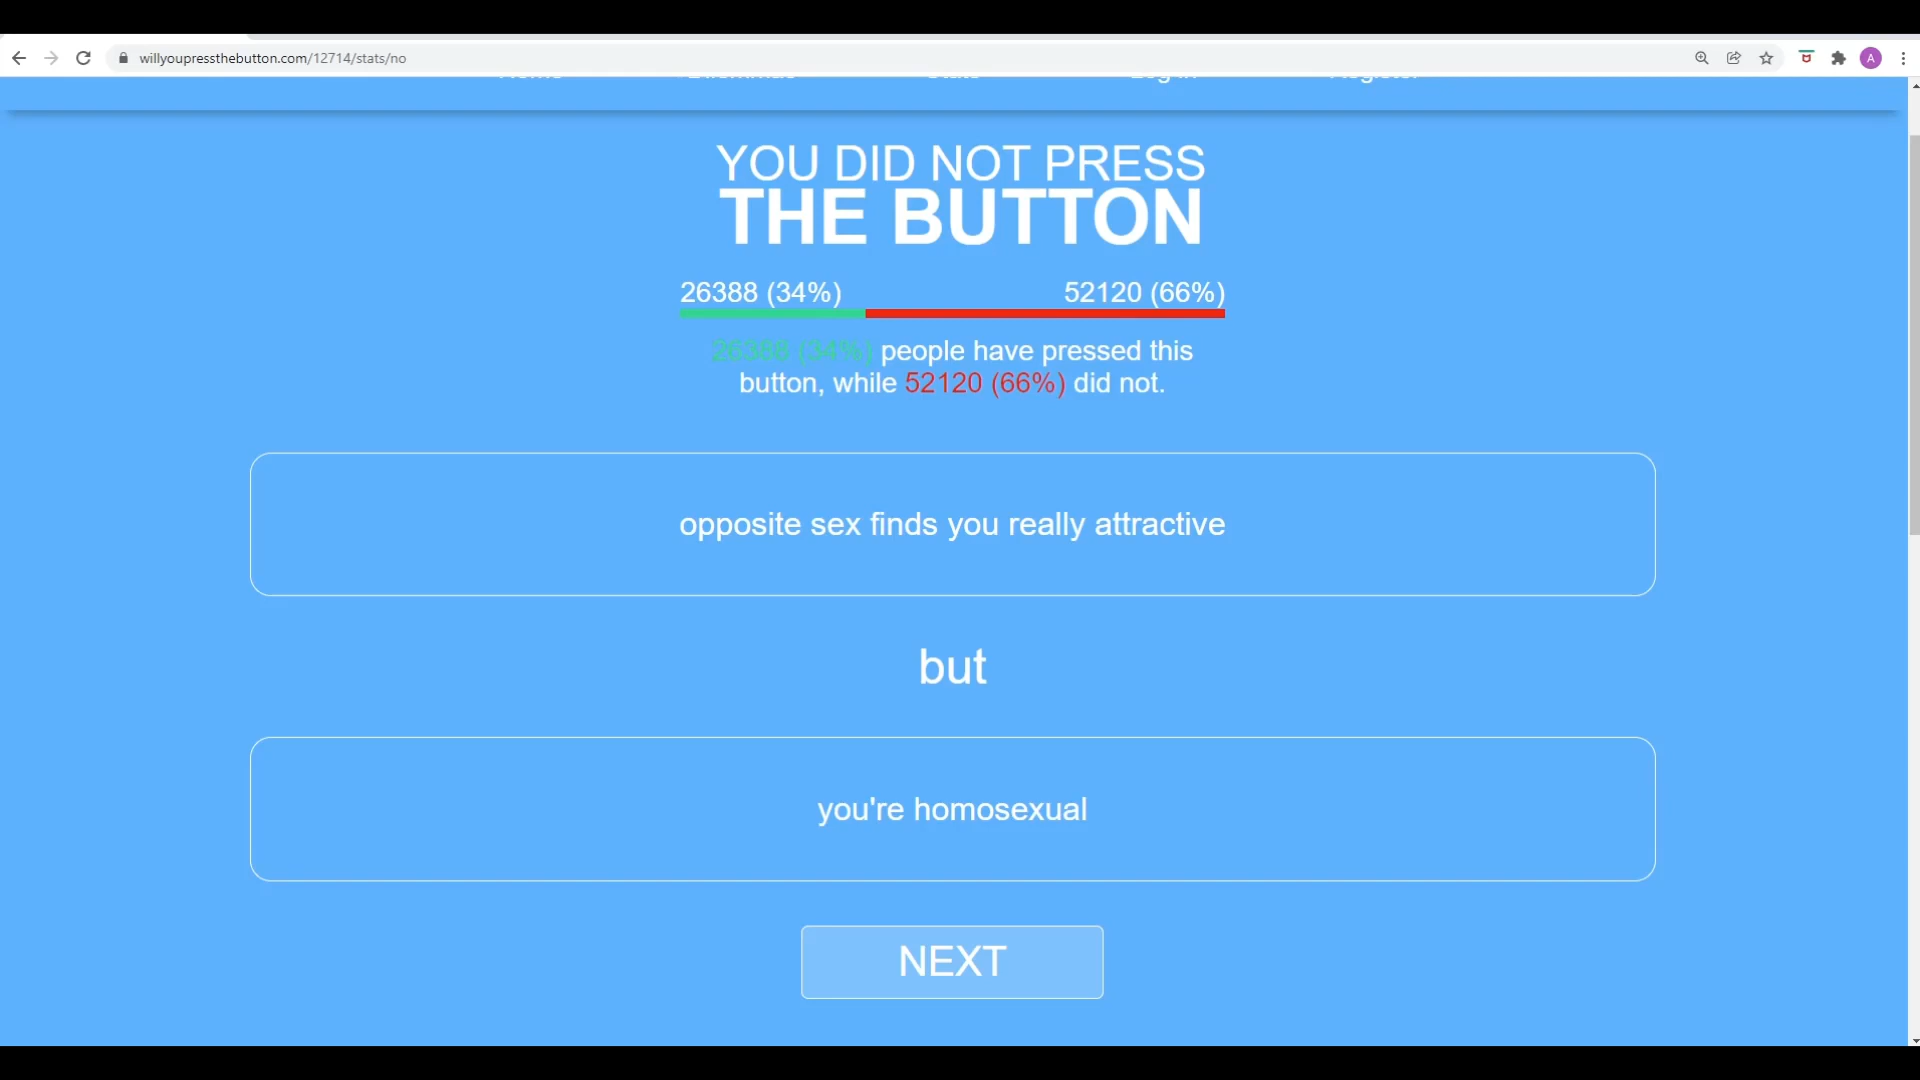 willyoupressthebutton.com/12714/stats/no
A
YOU DID NOT PRESS
THE BUTTON
26388 (34%) 52120 (66%)
26388 (34%) people have pressed this
button, while 52120 (66%) did not.
opposite sex finds you really attractive
but
you're homosexual
NEXT